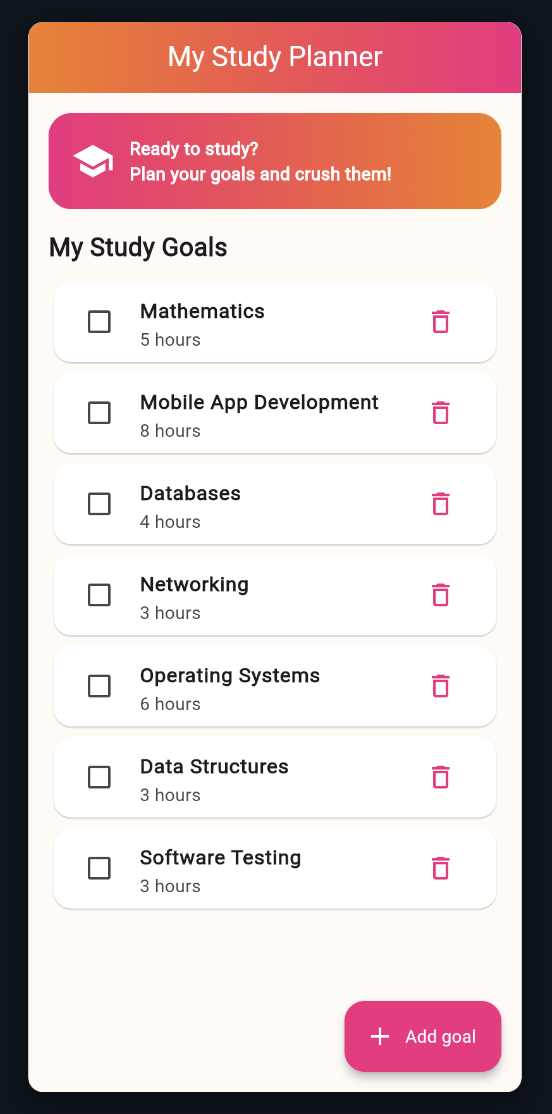 My Study Planner
Ready to study?
Plan your goals and crush them!
My Study Goals
Mathematics
5 hours
Mobile App Development
8 hours
Databases
4 hours
Networking
3 hours
Operating Systems
6 hours
Data Structures
3 hours
Software Testing
3 hours
Add goal